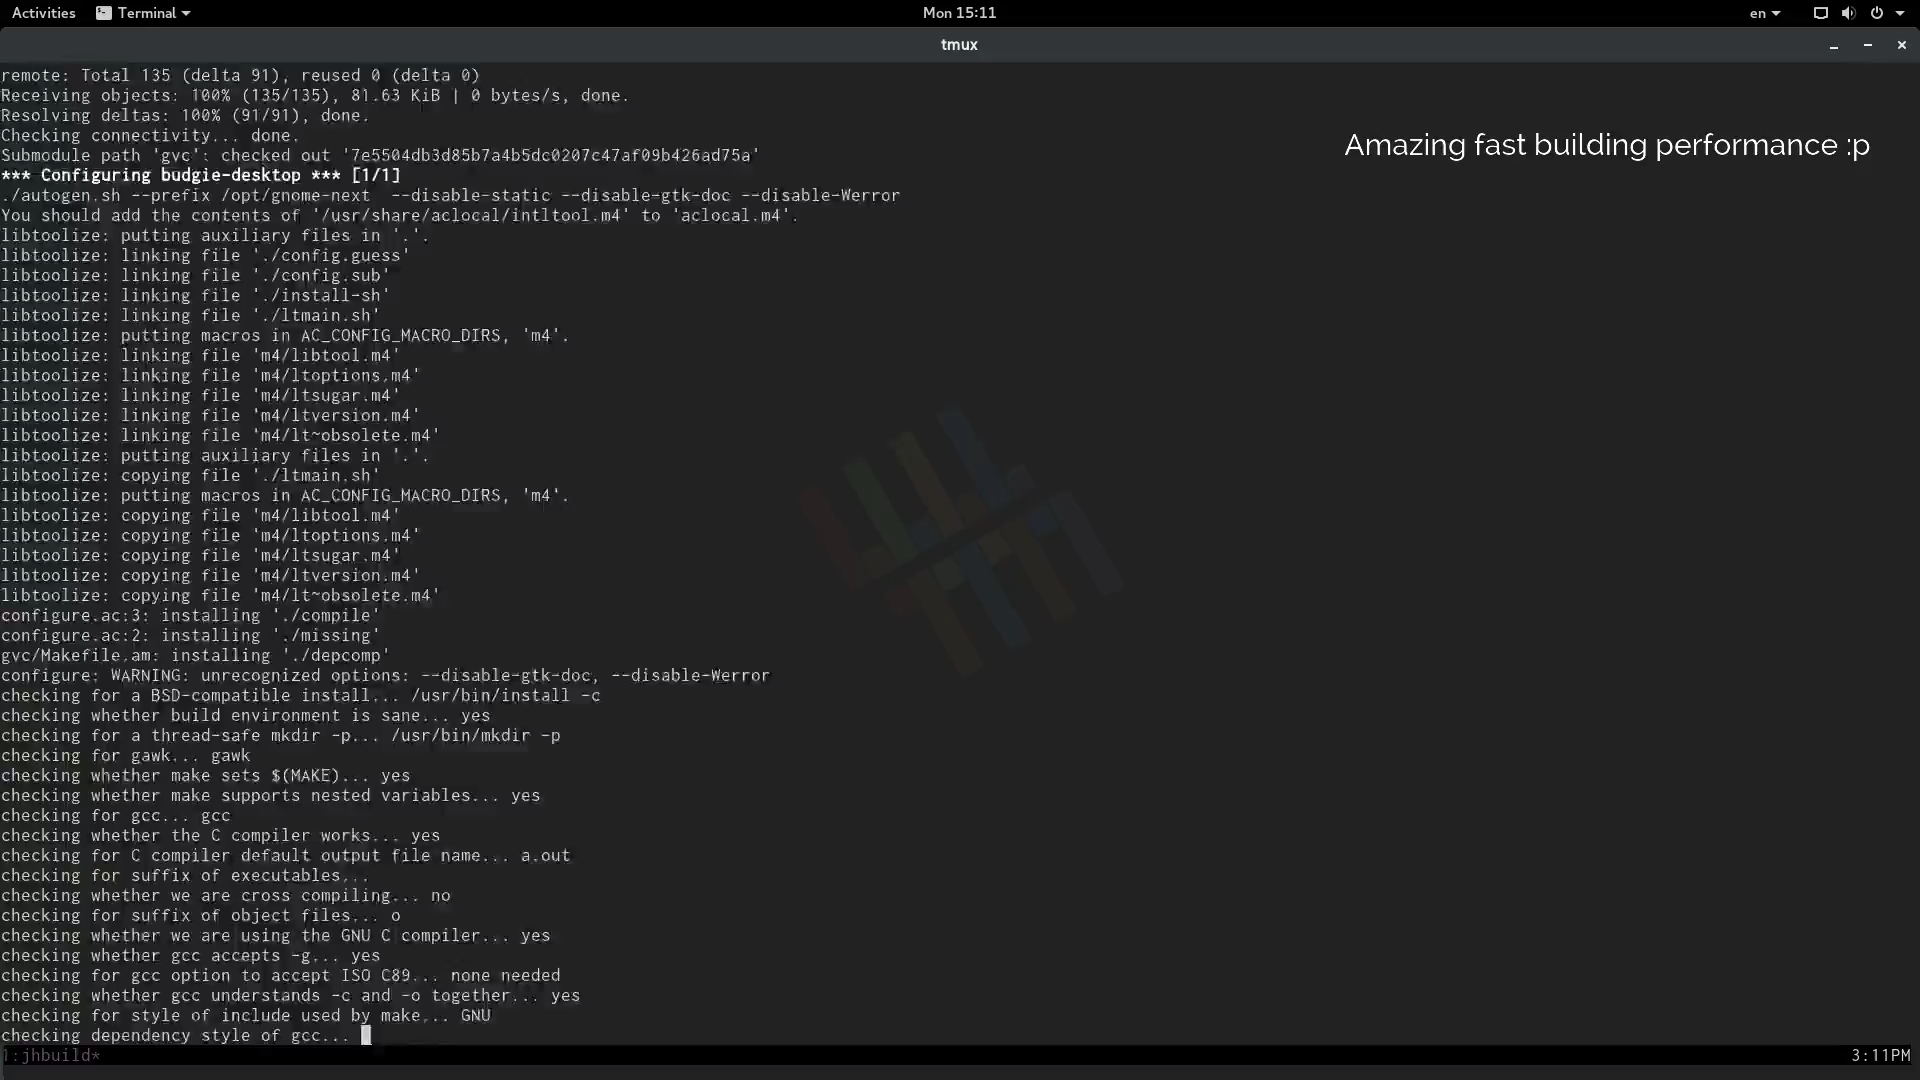 Activities Terminal Mon 15:11 en
tmux
remote: Total 135 (delta 91), reused 0 (delta 0)
Receiving objects: 100% (135/135), 81.63 KiB | 0 bytes/s, done.
Resolving deltas: 100% (91/91), done.
Checking connectivity... done.
Amazing fast building performance :p
Submodule path 'gvc': checked out '7e5504db3d85b7a4b5dc0207c47af09b426ad75a'
*** Configuring budgie-desktop *** [1/1]
./autogen.sh --prefix /opt/gnome-next  --disable-static --disable-gtk-doc --disable-Werror
You should add the contents of '/usr/share/aclocal/intltool.m4' to 'aclocal.m4'.
libtoolize: putting auxiliary files in '.'.
libtoolize: linking file './config.guess'
libtoolize: linking file './config.sub'
libtoolize: linking file './install-sh'
libtoolize: linking file './ltmain.sh'
libtoolize: putting macros in AC_CONFIG_MACRO_DIRS, 'm4'.
libtoolize: linking file 'm4/libtool.m4'
libtoolize: linking file 'm4/ltoptions.m4'
libtoolize: linking file 'm4/ltsugar.m4'
libtoolize: linking file 'm4/ltversion.m4'
libtoolize: linking file 'm4/lt~obsolete.m4'
libtoolize: putting auxiliary files in '.'.
libtoolize: copying file './ltmain.sh'
libtoolize: putting macros in AC_CONFIG_MACRO_DIRS, 'm4'.
libtoolize: copying file 'm4/libtool.m4'
libtoolize: copying file 'm4/ltoptions.m4'
libtoolize: copying file 'm4/ltsugar.m4'
libtoolize: copying file 'm4/ltversion.m4'
libtoolize: copying file 'm4/lt~obsolete.m4'
configure.ac:3: installing './compile'
configure.ac:2: installing './missing'
gvc/Makefile.am: installing './depcomp'
configure: WARNING: unrecognized options: --disable-gtk-doc, --disable-Werror
checking for a BSD-compatible install... /usr/bin/install -c
checking whether build environment is sane... yes
checking for a thread-safe mkdir -p... /usr/bin/mkdir -p
checking for gawk... gawk
checking whether make sets $(MAKE)... yes
checking whether make supports nested variables... yes
checking for gcc... gcc
checking whether the C compiler works... yes
checking for C compiler default output file name... a.out
checking for suffix of executables...
checking whether we are cross compiling... no
checking for suffix of object files... o
checking whether we are using the GNU C compiler... yes
checking whether gcc accepts -g... yes
checking for gcc option to accept ISO C89... none needed
checking whether gcc understands -c and -o together... yes
checking for style of include used by make... GNU
checking dependency style of gcc...
1:jhbuild* 3:11PM